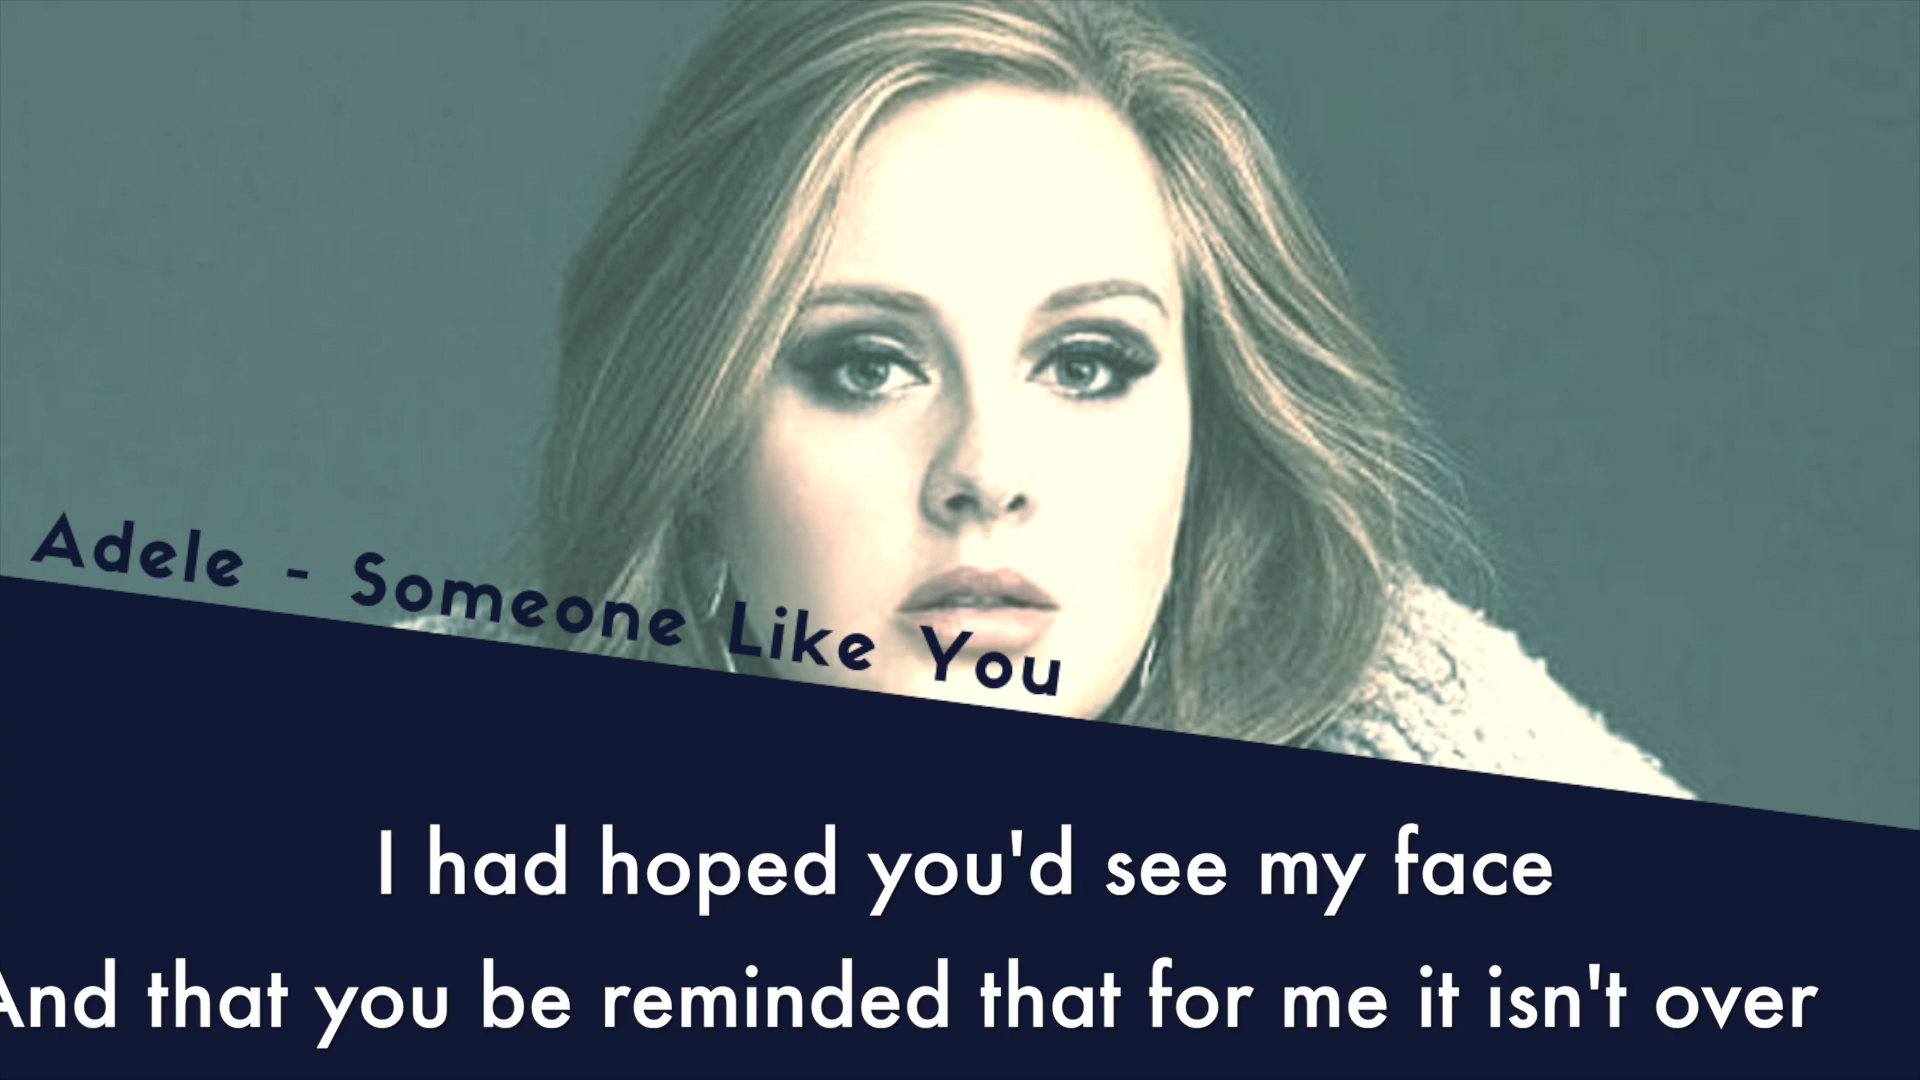 Adele - Someone Like You
I had hoped you'd see my face
And that you be reminded that for me it isn't over